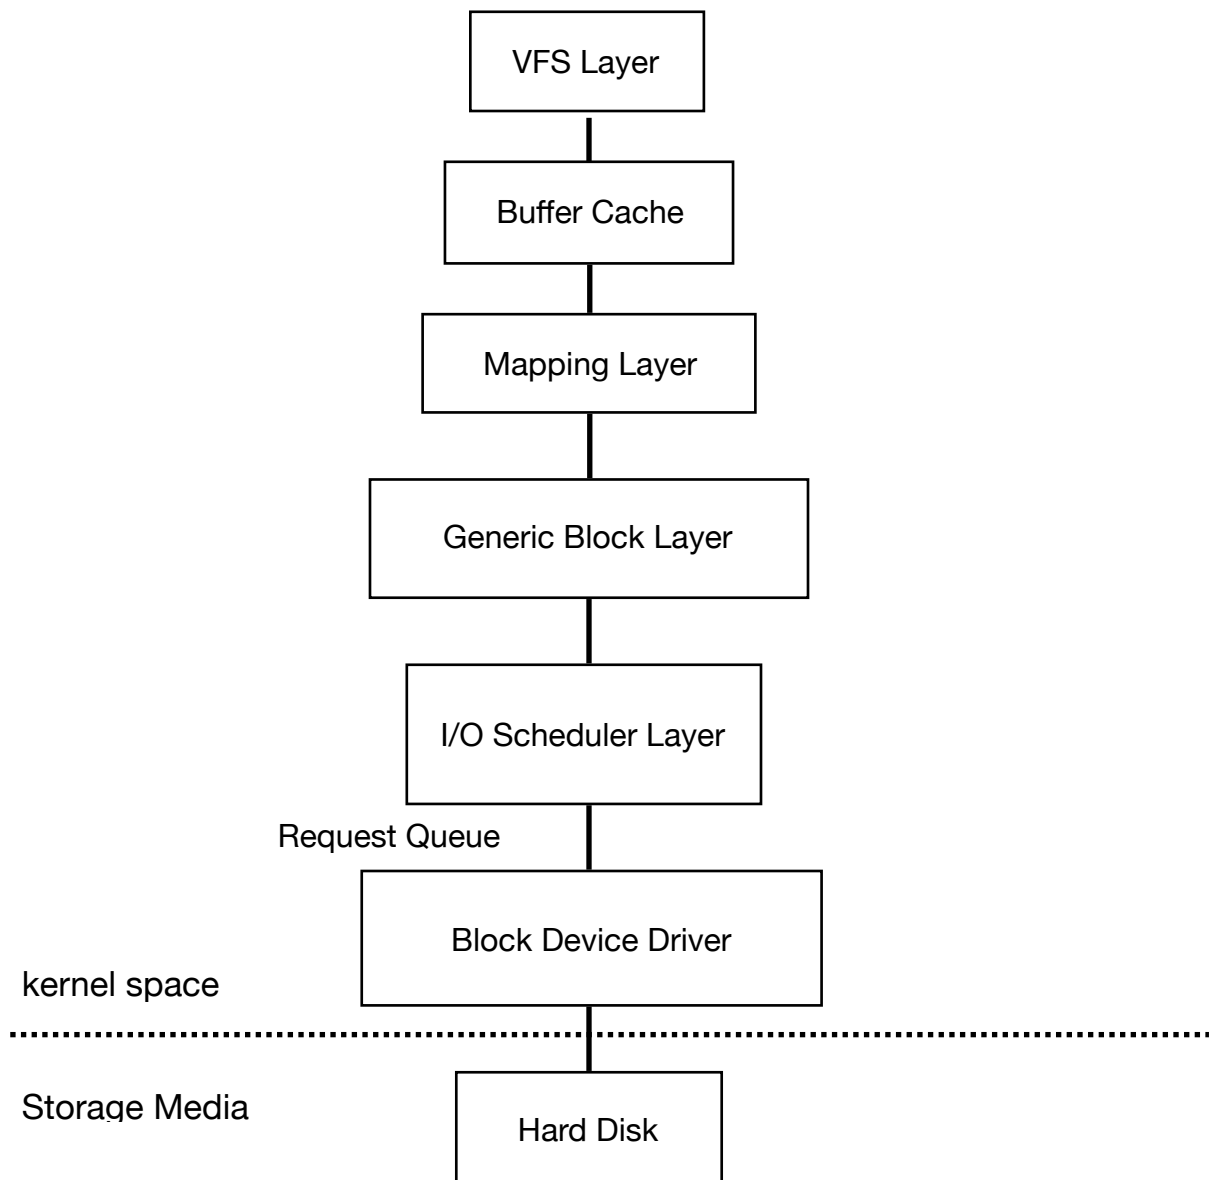 VFS Layer
Buffer Cache
Mapping Layer
Generic Block Layer
I/O Scheduler Layer
Request Queue
Block Device Driver
kernel space
Storage Media
Hard Disk